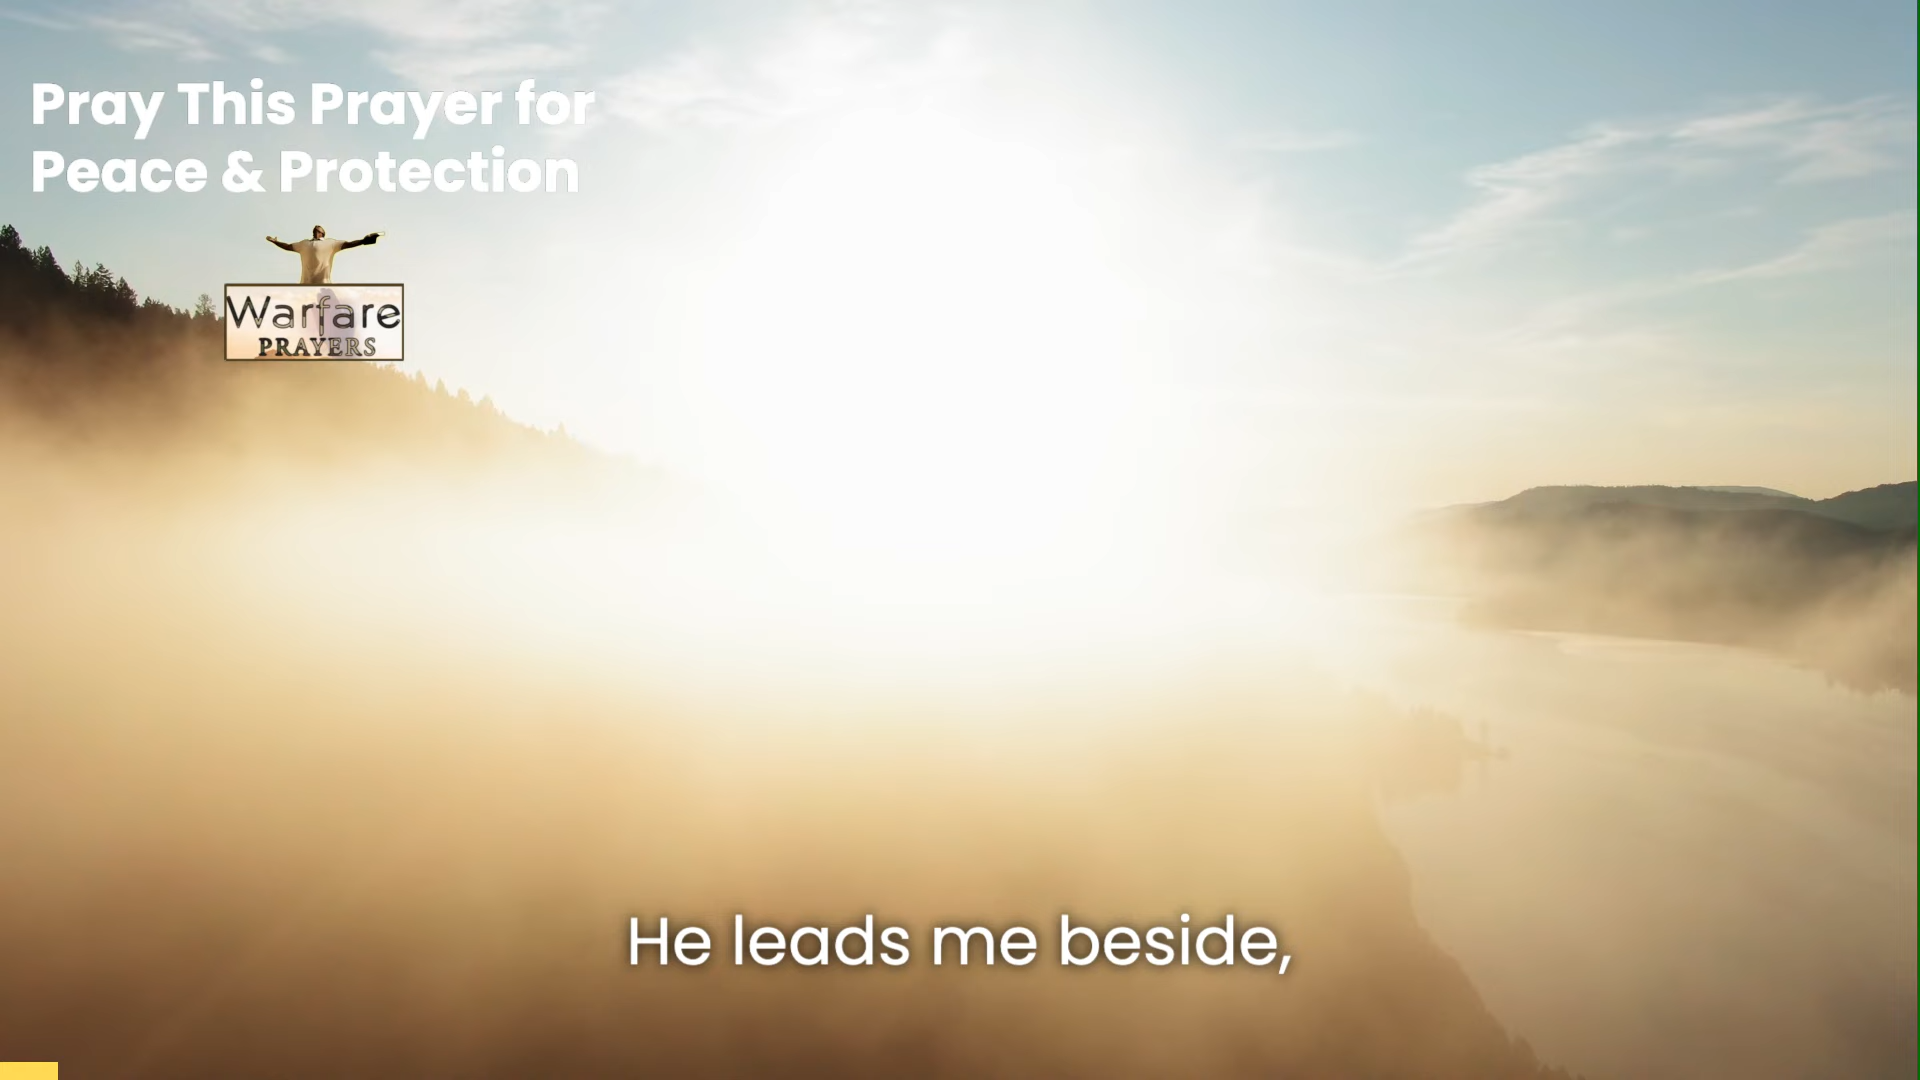 Pray This Prayer for
Peace & Protection
Warfare
PRAYERS
He leads me beside,